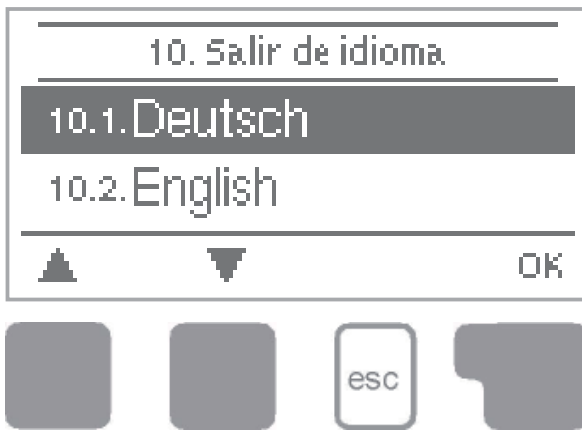 10. Salir de idioma
10.1. Deutsch
10.2. English
OK
esc